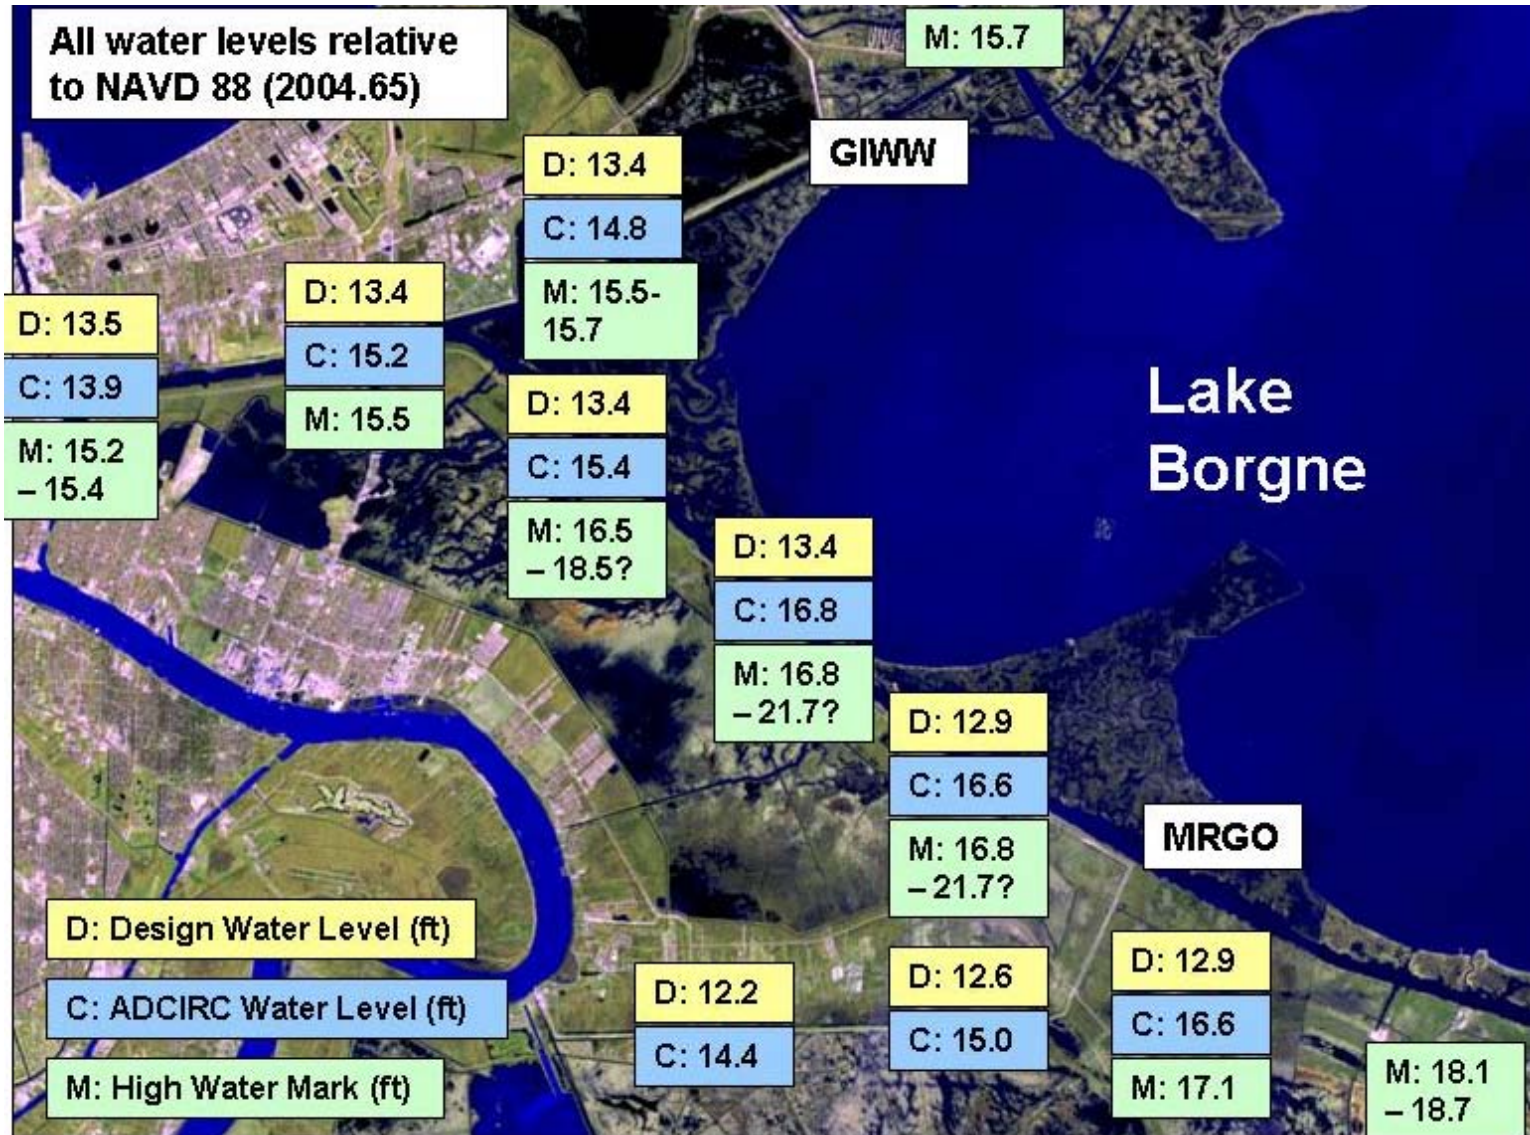 All water levels relative
to NAVD 88 (2004.65)
M: 15.7
GIWW
D: 13.4
C: 14.8
M: 15.5-
15.7
D: 13.4
C: 15.2
M: 15.5
D: 13.5
C: 13.9
M: 15.2
– 15.4
D: 13.4
C: 15.4
M: 16.5
– 18.5?
Lake
Borgne
D: 13.4
C: 16.8
M: 16.8
– 21.7?
D: 12.9
C: 16.6
M: 16.8
– 21.7?
MRGO
D: Design Water Level (ft)
C: ADCIRC Water Level (ft)
M: High Water Mark (ft)
D: 12.2
C: 14.4
D: 12.6
C: 15.0
D: 12.9
C: 16.6
M: 17.1
M: 18.1
– 18.7